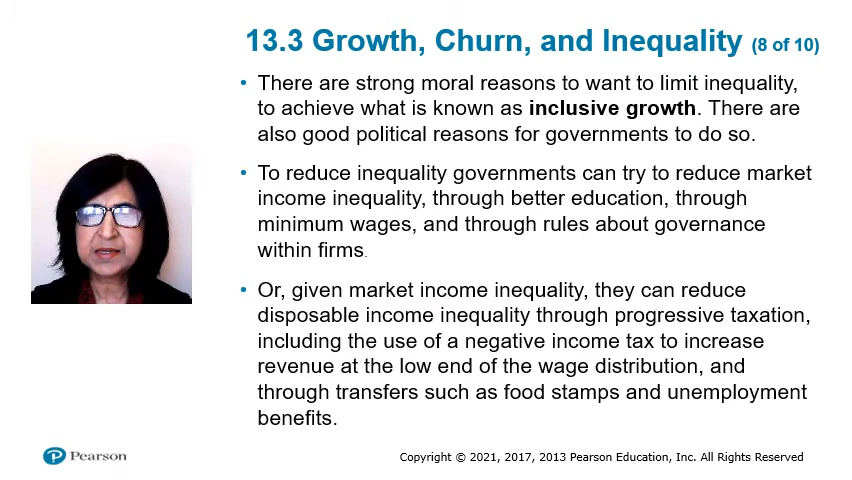 13.3 Growth, Churn, and Inequality (8 of 10)
• There are strong moral reasons to want to limit inequality,
to achieve what is known as inclusive growth. There are
also good political reasons for governments to do so.
• To reduce inequality governments can try to reduce market
income inequality, through better education, through
minimum wages, and through rules about governance
within firms.
• Or, given market income inequality, they can reduce
disposable income inequality through progressive taxation,
including the use of a negative income tax to increase
revenue at the low end of the wage distribution, and
through transfers such as food stamps and unemployment
benefits.
P Pearson
Copyright © 2021, 2017, 2013 Pearson Education, Inc. All Rights Reserved